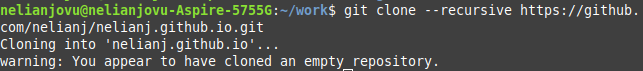 nelianjovu@nelianjovu-Aspire-5755G:~/work$ git clone --recursive https://github.
com/nelianj/nelianj.github.io.git
Cloning into 'nelianj.github.io'...
warning: You appear to have cloned an empty repository.